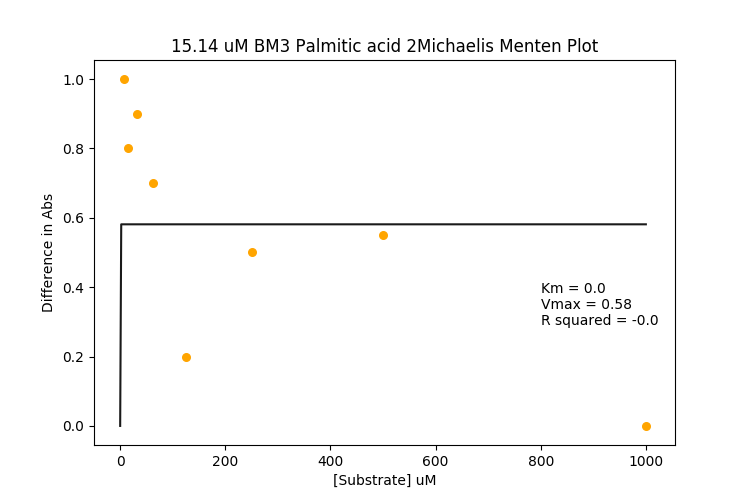 15.14 uM BM3 Palmitic acid 2Michaelis Menten Plot
1.0
0.8
0.6
0.4
0.2
0.0
Difference in Abs
Km = 0.0
Vmax = 0.58
R squared = -0.0
0 200 400 600 800 1000
[Substrate] uM